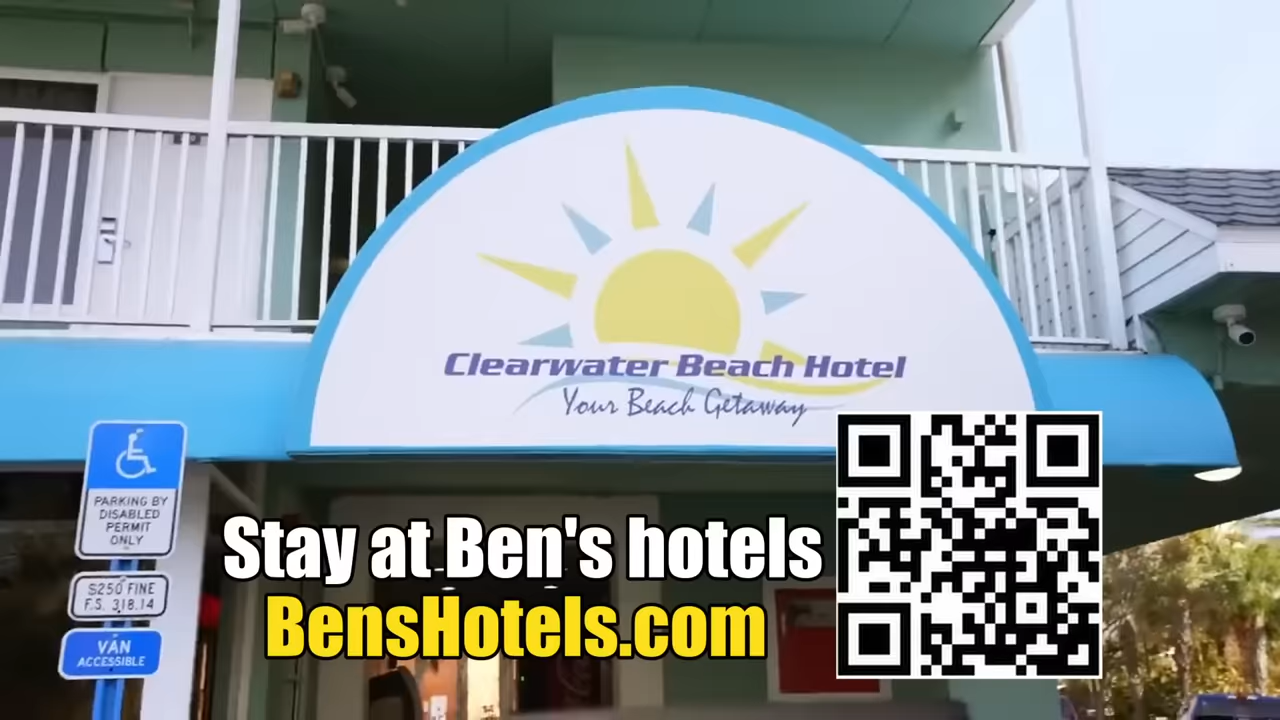 Clearwater Beach Hotel
Your Beach Getaway
PARKING BY
DISABLED
PERMIT
ONLY
$250 FINE
F.S. 318.14
VAN
ACCESSIBLE
Stay at Ben's hotels
BensHotels.com